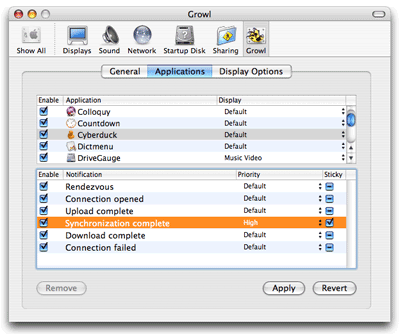 Growl
Show All Displays Sound Network Startup Disk Sharing Growl
General Applications Display Options
Enable Application Display
Colloquy Default
Countdown Default
Cyberduck Default
Dictmenu Default
DriveGauge Music Video
Enable Notification Priority Sticky
Rendezvous Default
Connection opened Default
Upload complete Default
Synchronization complete High
Download complete Default
Connection failed Default
Remove Apply Revert